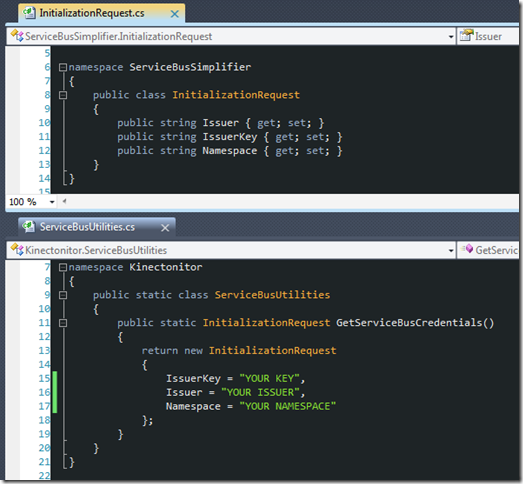 InitializationRequest.cs
ServiceBusSimplifier.InitializationRequest Issuer
5
6 namespace ServiceBusSimplifier
7 {
8 public class InitializationRequest
9 {
10 public string Issuer { get; set; }
11 public string IssuerKey { get; set; }
12 public string Namespace { get; set; }
13 }
14 }
15
100 %
ServiceBusUtilities.cs
Kinectonitor.ServiceBusUtilities GetServic
7 namespace Kinectonitor
8 {
9 public static class ServiceBusUtilities
10 {
11 public static InitializationRequest GetServiceBusCredentials()
12 {
13 return new InitializationRequest
14 {
15 IssuerKey = "YOUR KEY",
16 Issuer = "YOUR ISSUER",
17 Namespace = "YOUR NAMESPACE"
18 };
19 }
20 }
21 }
22